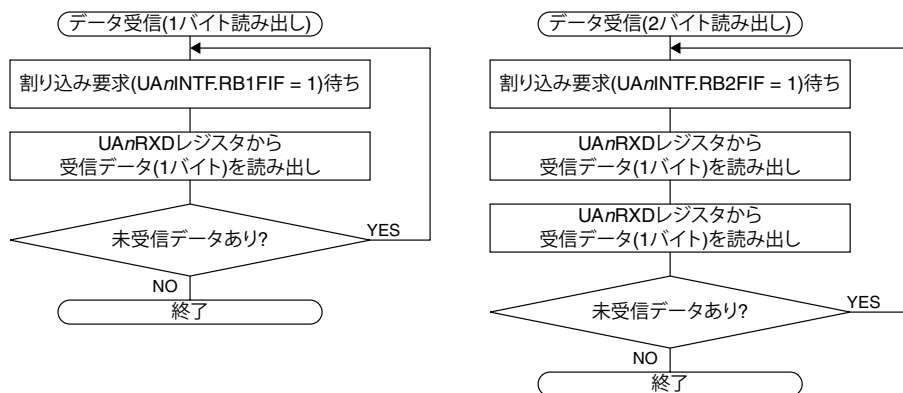 データ受信(1バイト読み出し)
割り込み要求(UAnINTF.RB1FIF = 1)待ち
UAnRXDレジスタから
受信データ(1バイト)を読み出し
未受信データあり?
YES
NO
終了
データ受信(2バイト読み出し)
割り込み要求(UAnINTF.RB2FIF = 1)待ち
UAnRXDレジスタから
受信データ(1バイト)を読み出し
UAnRXDレジスタから
受信データ(1バイト)を読み出し
未受信データあり?
YES
NO
終了